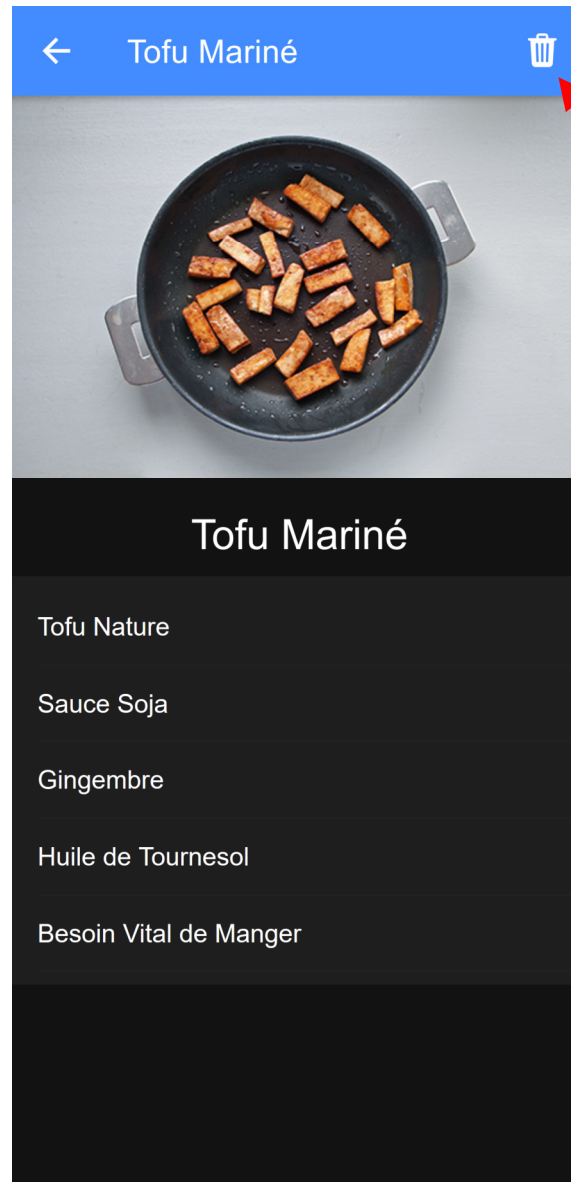 Tofu Mariné
Tofu Mariné
Tofu Nature
Sauce Soja
Gingembre
Huile de Tournesol
Besoin Vital de Manger